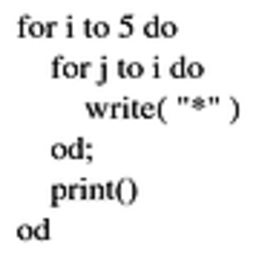 for i to 5 do
for j to i do
write( "*" )
od;
print()
od